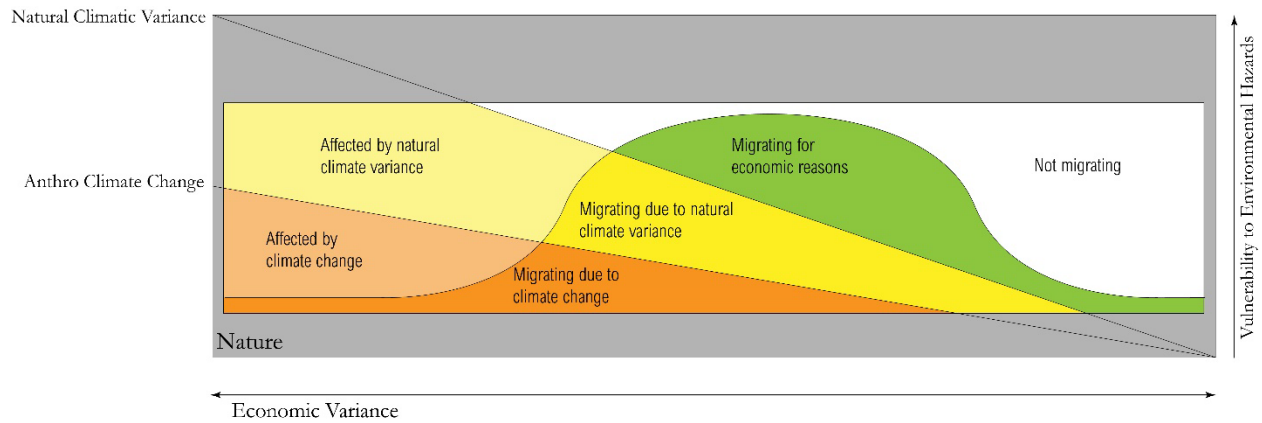 Natural Climatic Variance
Affected by natural
climate variance
Migrating for
economic reasons
Not migrating
Anthro Climate Change
Migrating due to natural
climate variance
Affected by
climate change
Migrating due to
climate change
Nature
Economic Variance
Vulnerability to Environmental Hazards